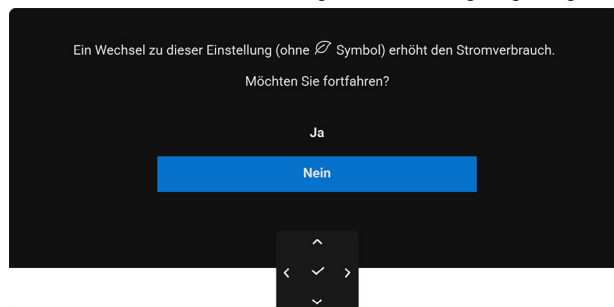 Ein Wechsel zu dieser Einstellung (ohne Symbol) erhöht den Stromverbrauch.
Möchten Sie fortfahren?
Ja
Nein